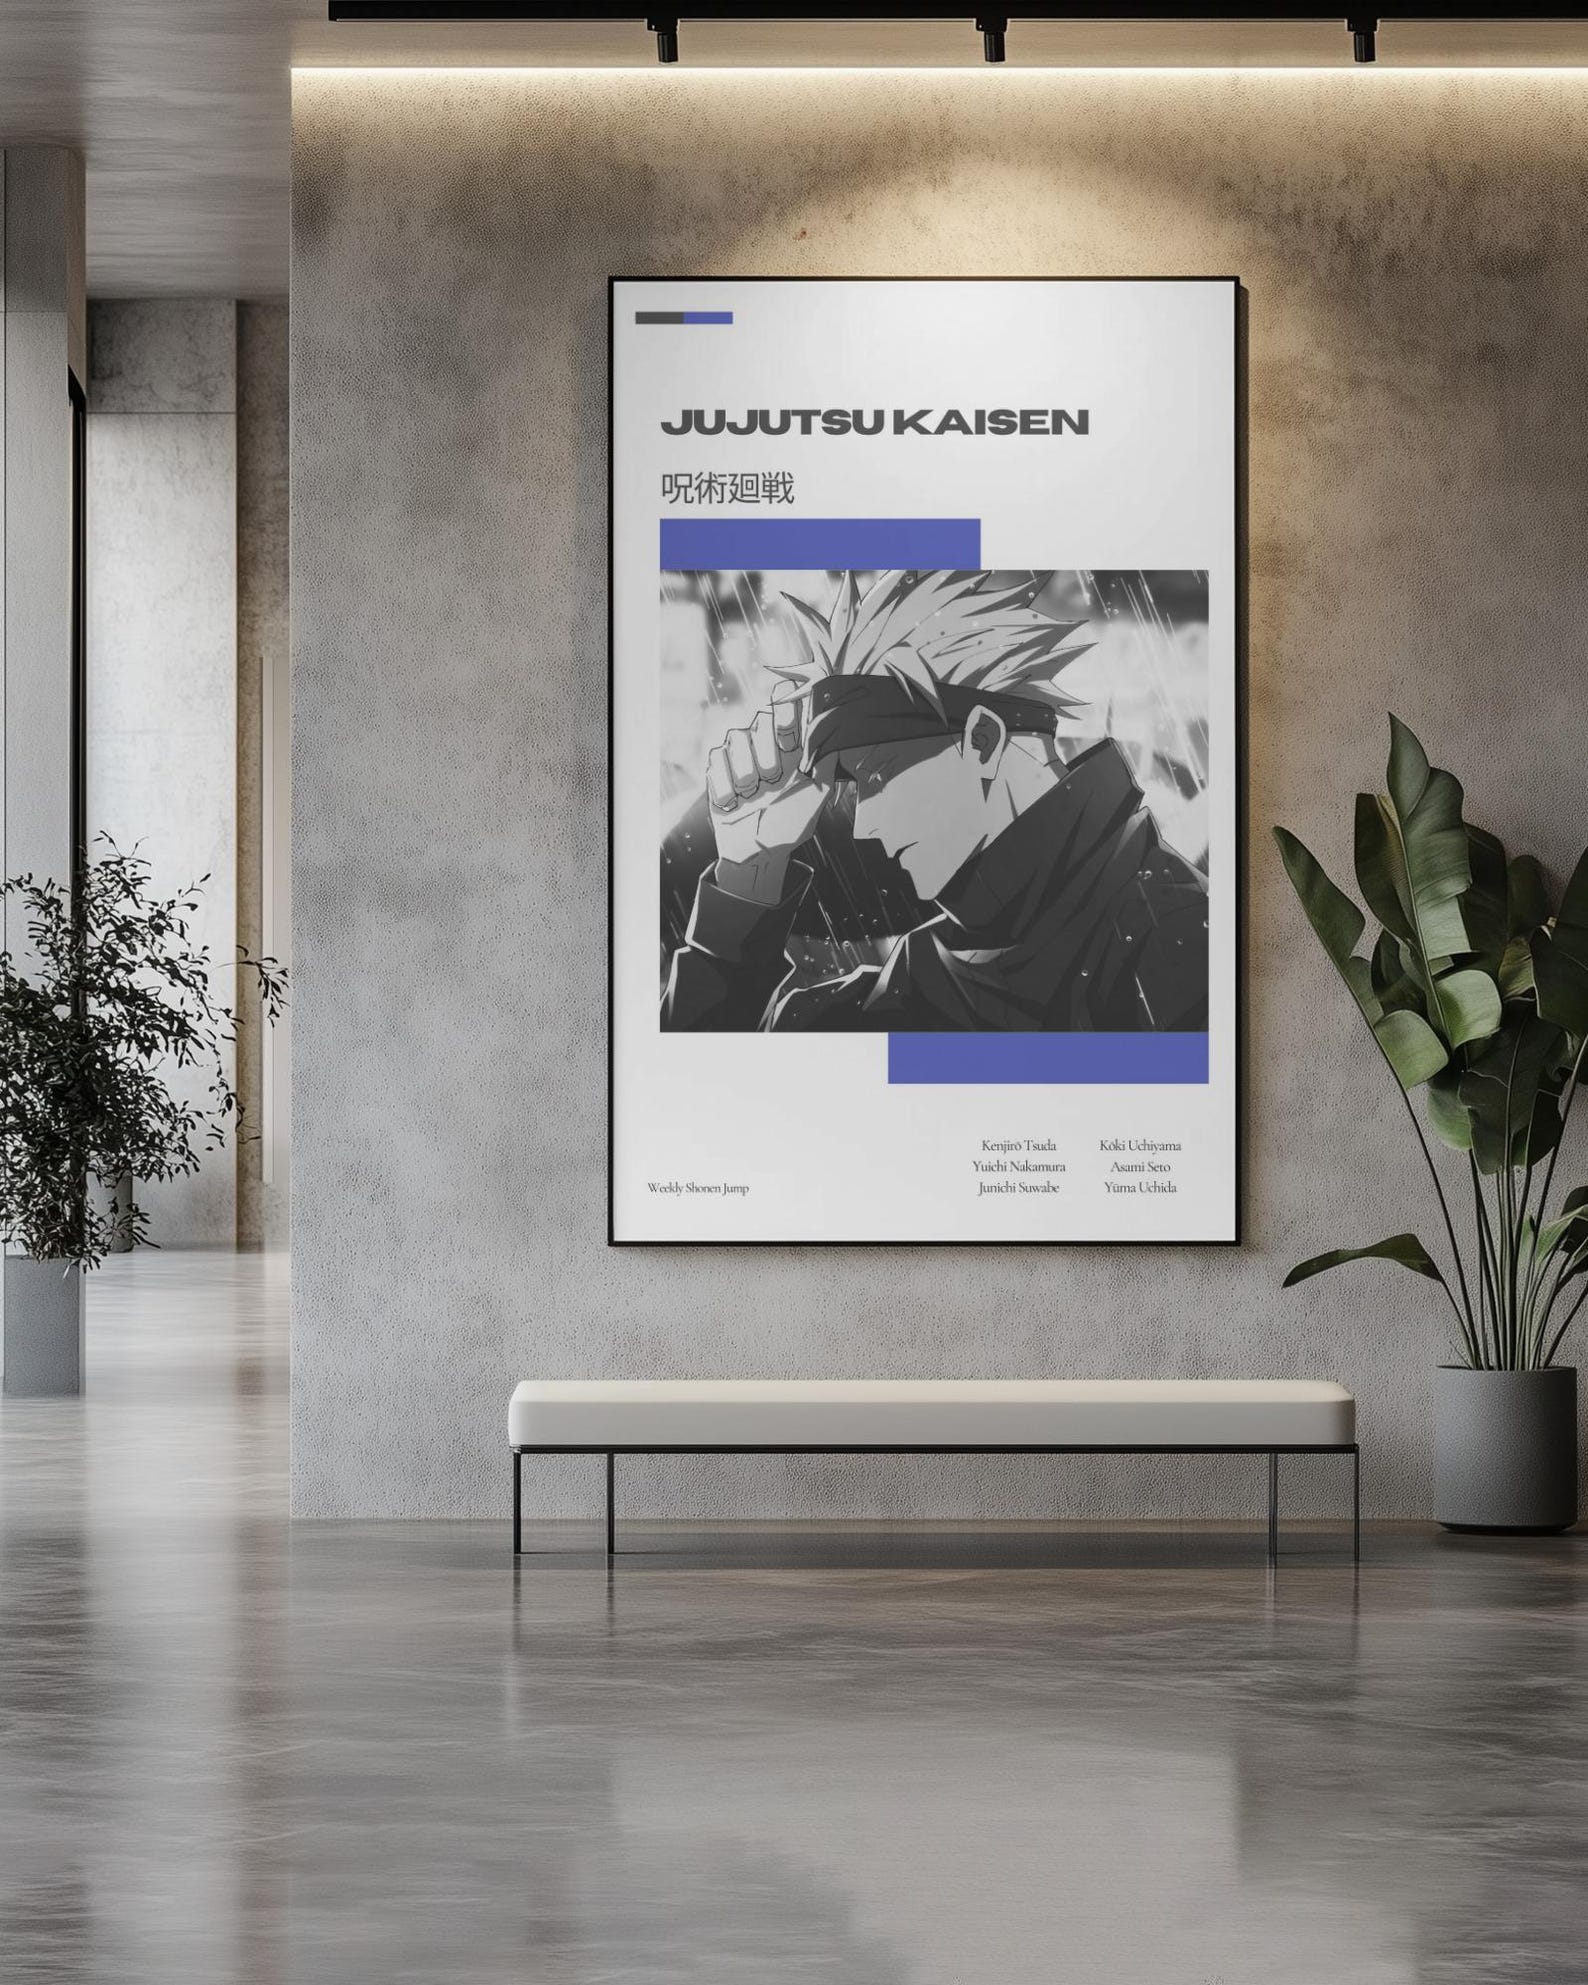 JUJUTSU KAISEN
呪術廻戦
Kenjirō Tsuda
Yuichi Nakamura
Junichi Suwabe
Kōki Uchiyama
Asami Seto
Yūma Uchida
Weekly Shonen Jump